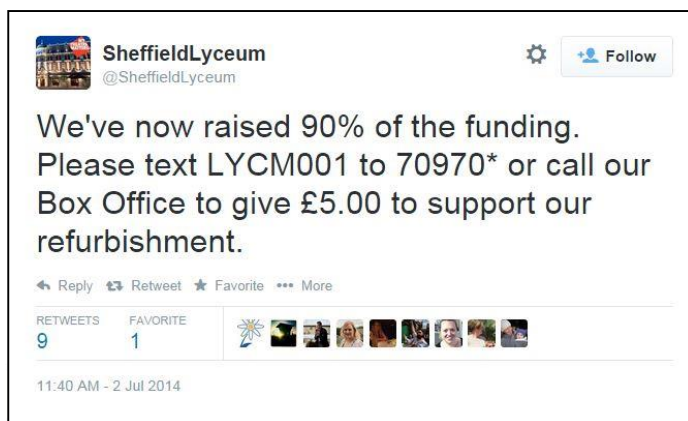 SheffieldLyceum
@SheffieldLyceum
Follow
We've now raised 90% of the funding.
Please text LYCM001 to 70970* or call our
Box Office to give £5.00 to support our
refurbishment.
Reply Retweet Favorite ••• More
RETWEETS FAVORITE
9 1
11:40 AM - 2 Jul 2014